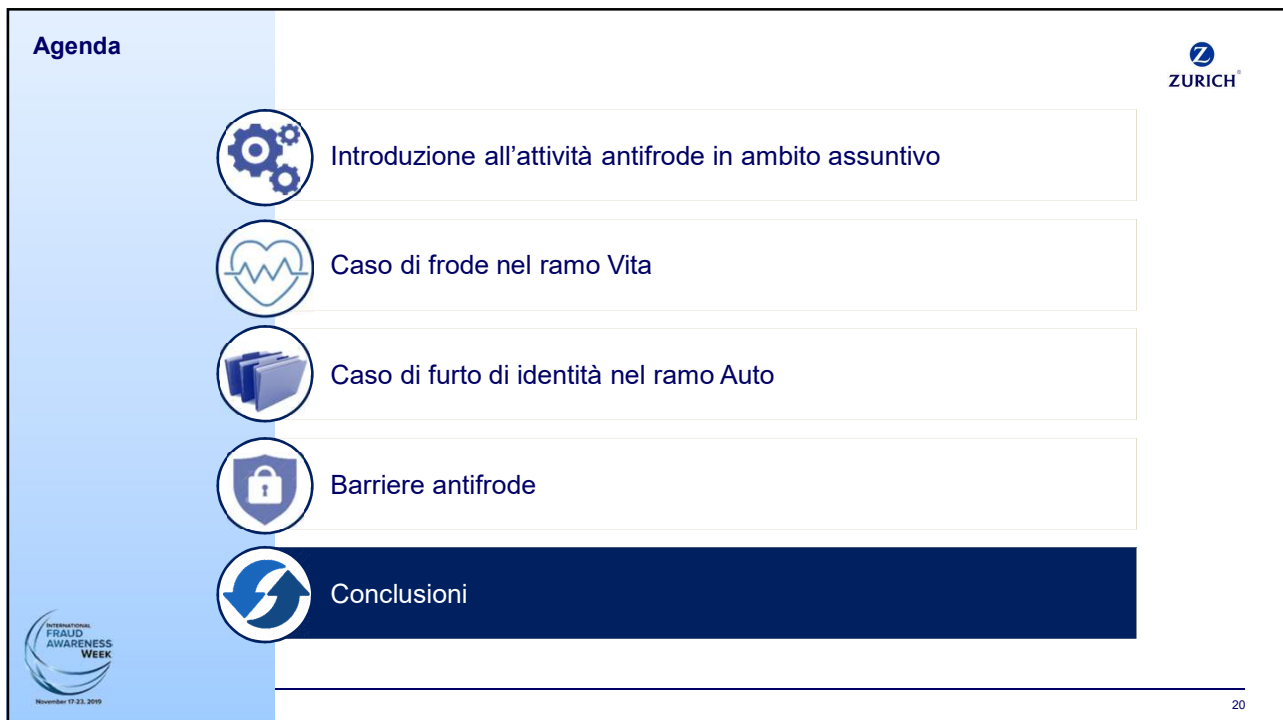 Agenda
ZURICH®
Introduzione all’attività antifrode in ambito assuntivo
Caso di frode nel ramo Vita
Caso di furto di identità nel ramo Auto
Barriere antifrode
Conclusioni
INTERNATIONAL
FRAUD
AWARENESS
WEEK
November 17-23, 2019
20